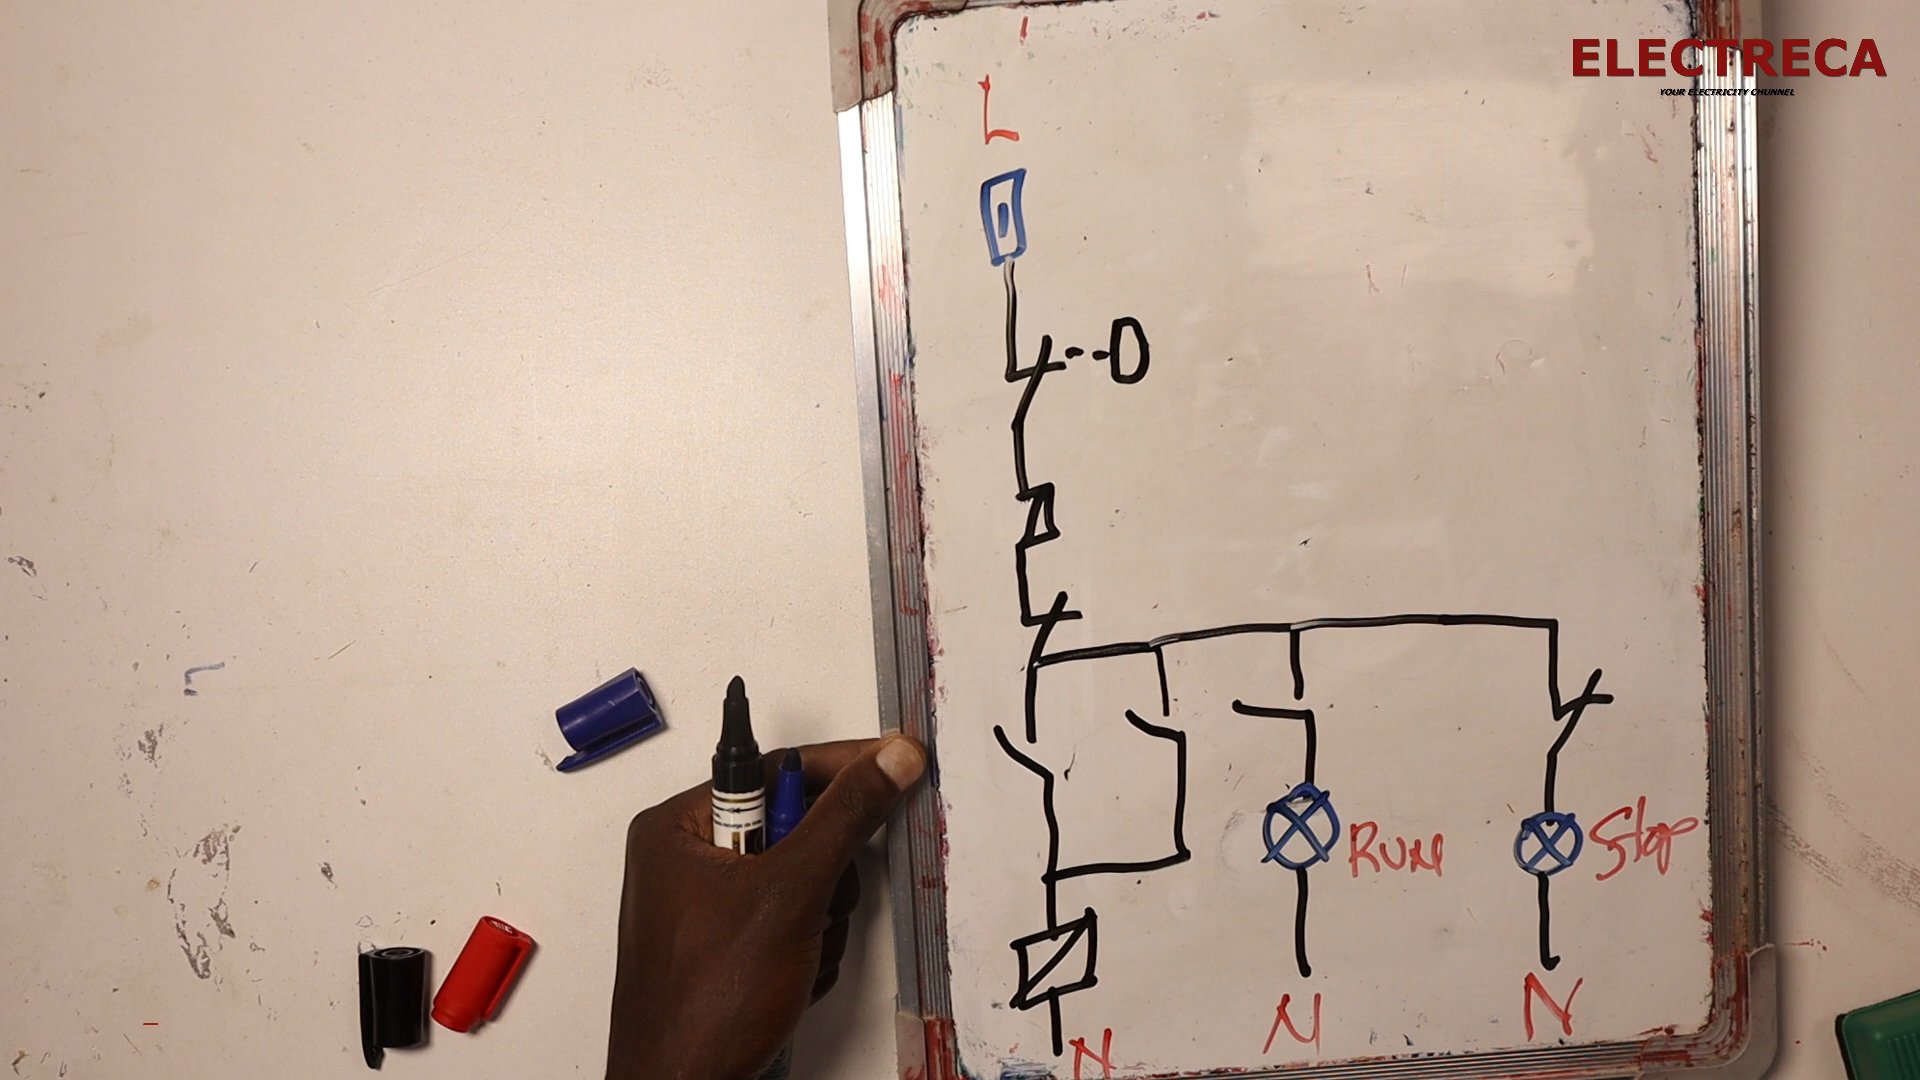 ELECTRECA
YOUR ELECTRICITY CHUNNEL
L
RUN
Stop
N
N
N